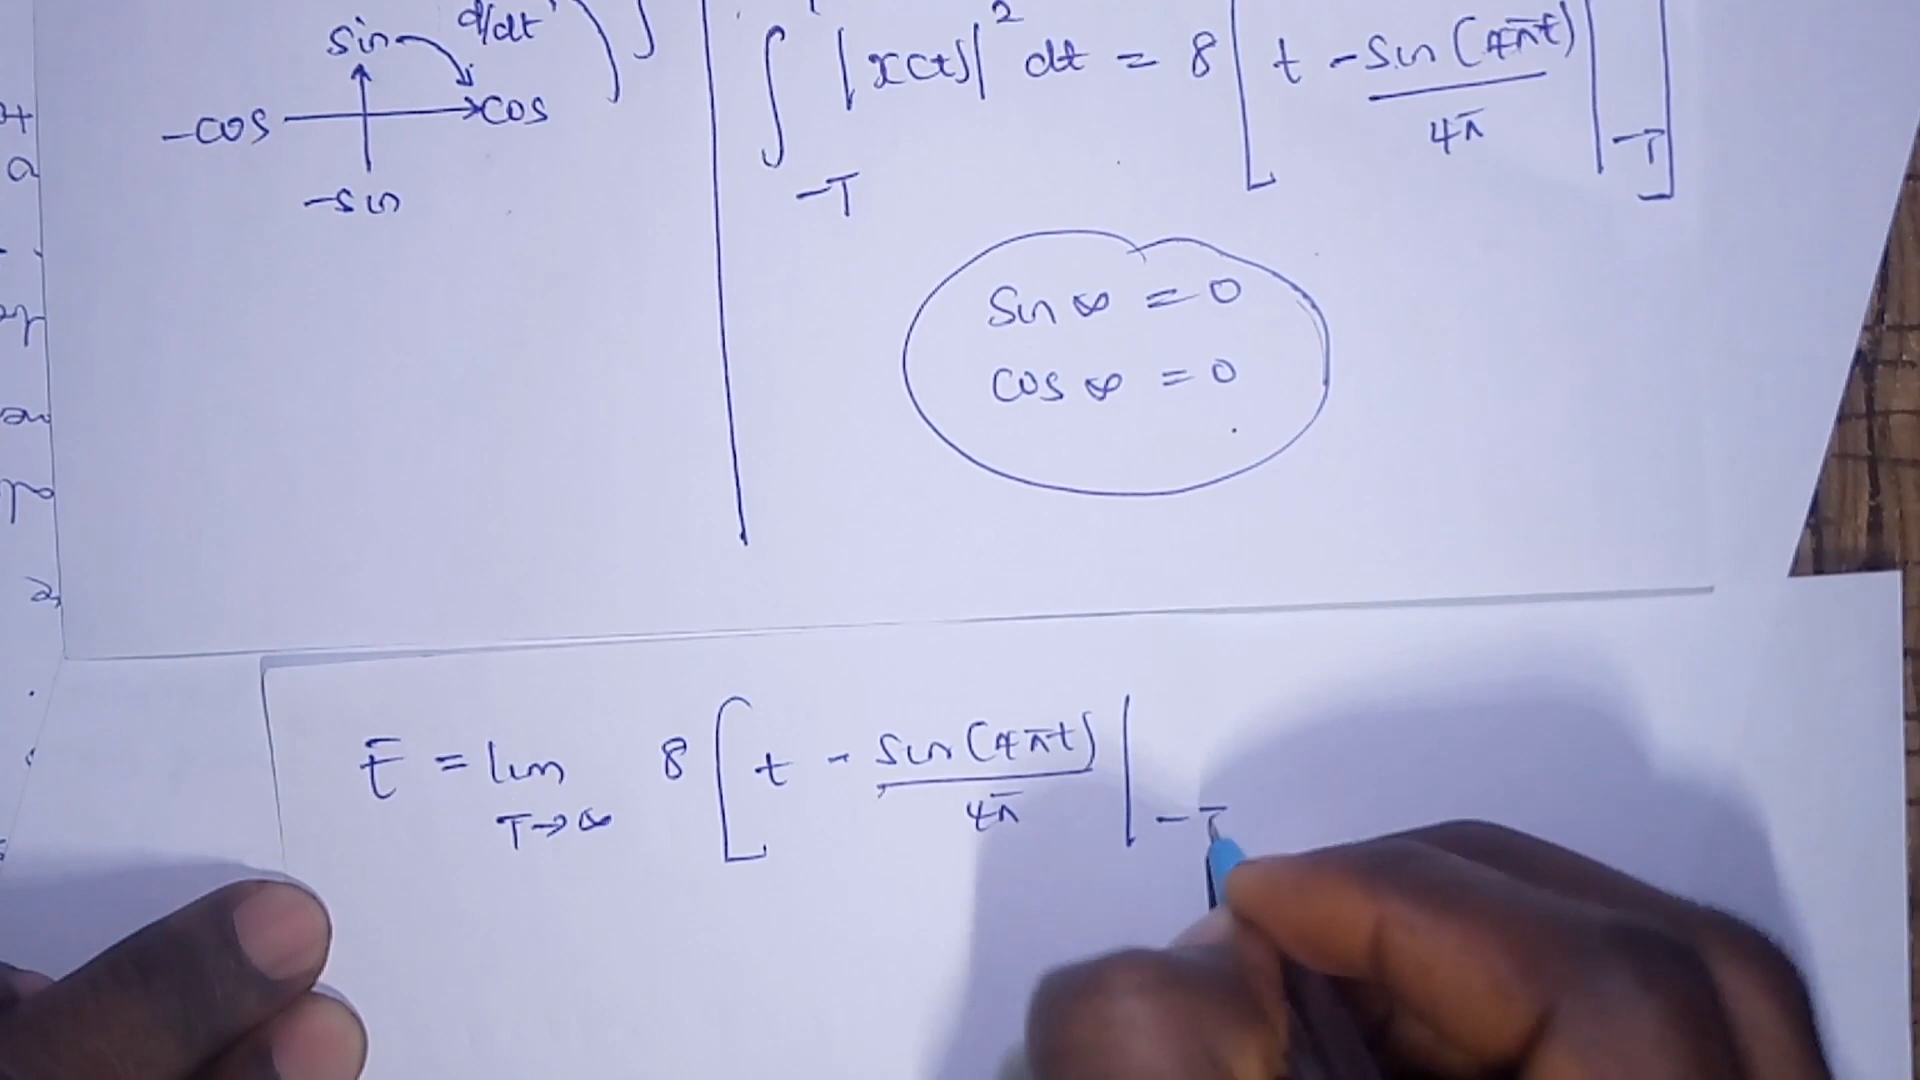 sin d/dt
-cos cos
-sin
∫ |x(t)|² dt = 8 [ t - sin(4πt) / 4π | -T ]
-T
sin ∞ = 0
cos ∞ = 0
E = lim T→∞ 8 [ t - sin(4πt) / 4π | -T